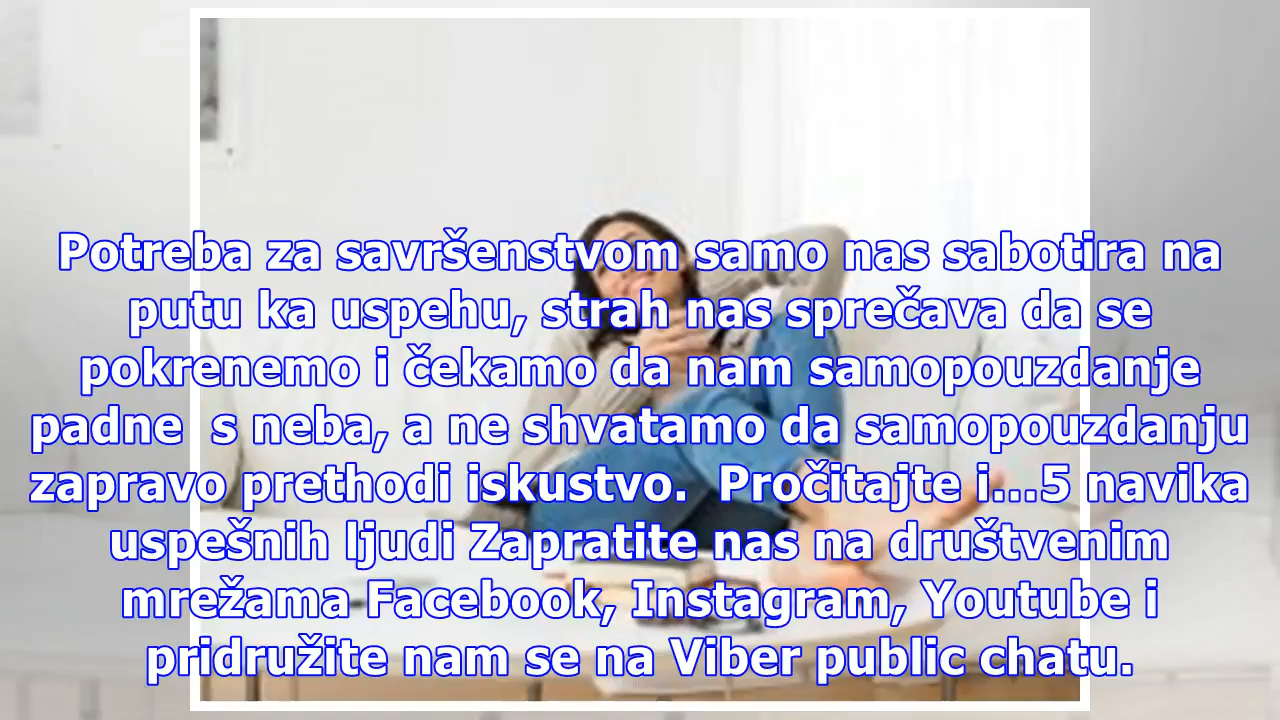 Potreba za savršenstvom samo nas sabotira na
putu ka uspehu, strah nas sprečava da se
pokrenemo i čekamo da nam samopouzdanje
padne  s neba, a ne shvatamo da samopouzdanju
zapravo prethodi iskustvo.  Pročitajte i...5 navika
uspešnih ljudi Zapratite nas na društvenim
mrežama Facebook, Instagram, Youtube i
pridružite nam se na Viber public chatu.